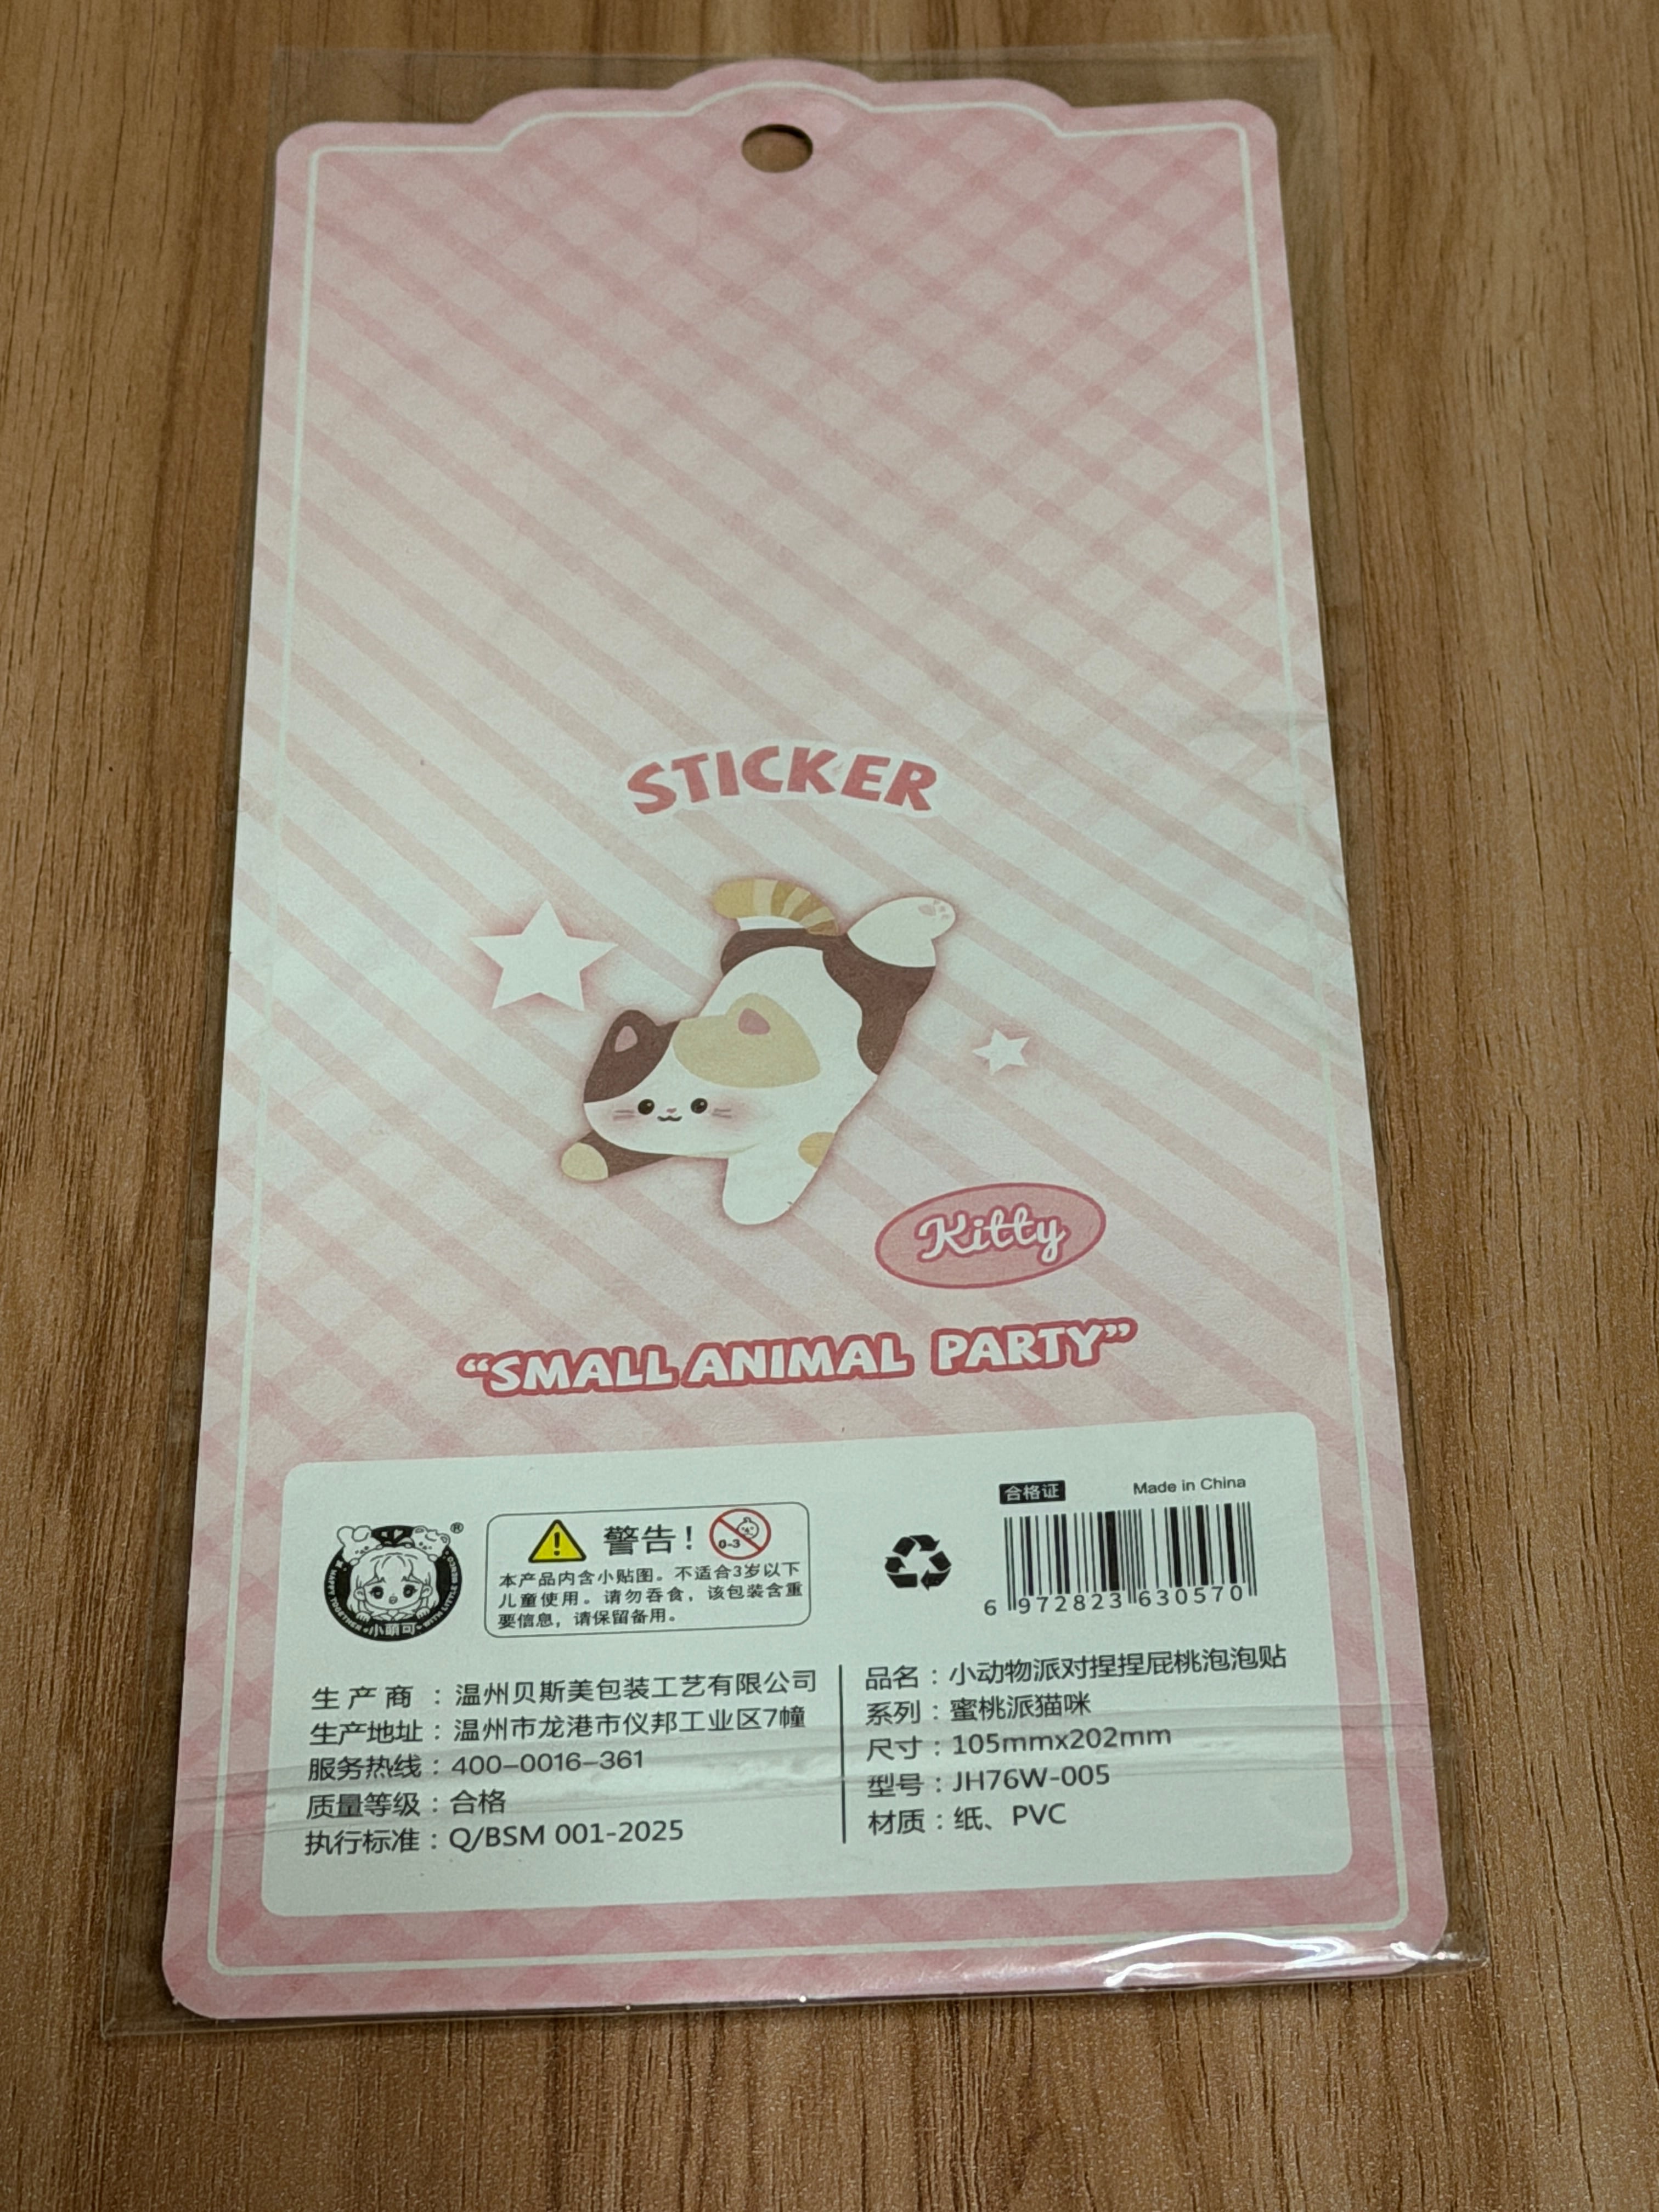 STICKER
Kitty
“SMALL ANIMAL PARTY”
合格证
Made in China
®
HAPPY TOGETHER WITH LITTLE
小萌可
警告!
0-3
本产品内含小贴图。不适合3岁以下
儿童使用。请勿吞食，该包装含重
要信息，请保留备用。
6 972823 630570
生产商：温州贝斯美包装工艺有限公司
生产地址：温州市龙港市仪邦工业区7幢
服务热线：400-0016-361
质量等级：合格
执行标准：Q/BSM 001-2025
品名：小动物派对捏捏屁桃泡泡贴
系列：蜜桃派猫咪
尺寸：105mmx202mm
型号：JH76W-005
材质：纸、PVC